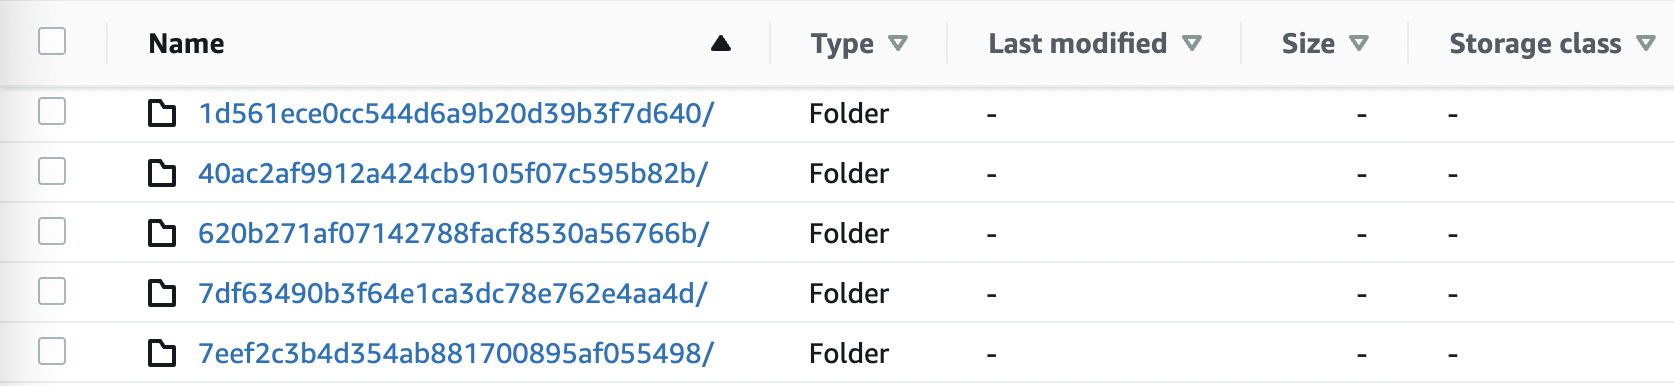 Name Type Last modified Size Storage class
1d561ece0cc544d6a9b20d39b3f7d640/ Folder - - -
40ac2af9912a424cb9105f07c595b82b/ Folder - - -
620b271af07142788facf8530a56766b/ Folder - - -
7df63490b3f64e1ca3dc78e762e4aa4d/ Folder - - -
7eef2c3b4d354ab881700895af055498/ Folder - - -